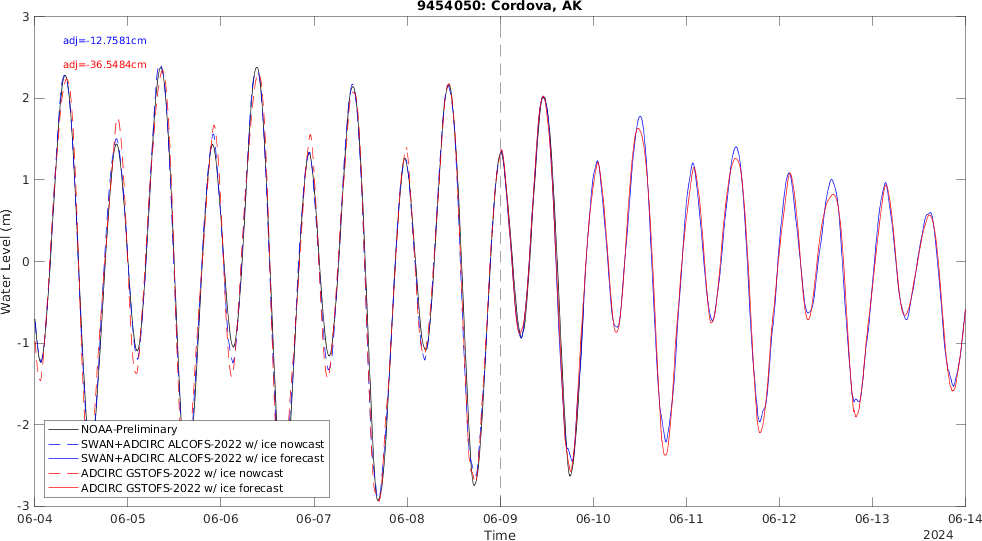 9454050: Cordova, AK
adj=-12.7581cm
adj=-36.5484cm
3
2
1
0
-1
-2
-3
Water Level (m)
NOAA-Preliminary
SWAN+ADCIRC ALCOFS-2022 w/ ice nowcast
SWAN+ADCIRC ALCOFS-2022 w/ ice forecast
ADCIRC GSTOFS-2022 w/ ice nowcast
ADCIRC GSTOFS-2022 w/ ice forecast
06-04 06-05 06-06 06-07 06-08 06-09 06-10 06-11 06-12 06-13 06-14
Time
2024